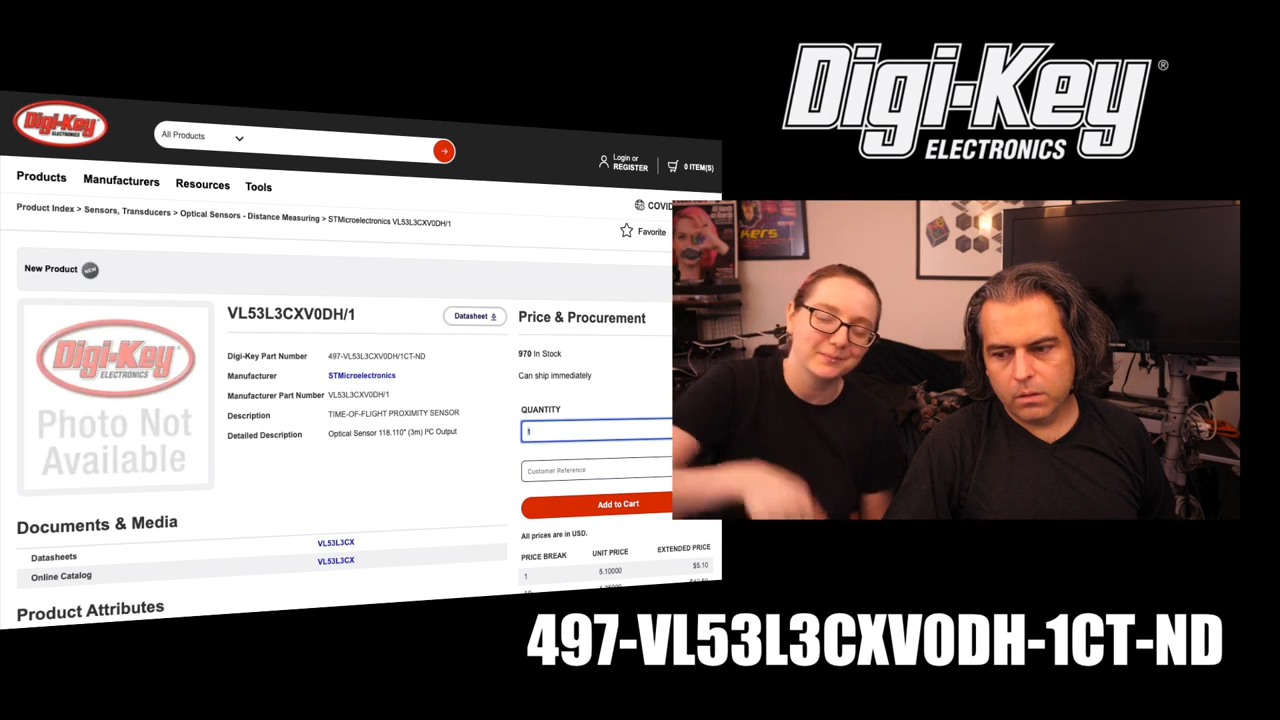 Digi-Key®
ELECTRONICS
Digi-Key
ELECTRONICS
All Products
Login or
REGISTER
0 ITEM(S)
Products
Manufacturers
Resources
Tools
Product Index > Sensors, Transducers > Optical Sensors - Distance Measuring > STMicroelectronics VL53L3CXV0DH/1
COVID
Favorite
New Product NEW
Digi-Key
ELECTRONICS
Photo Not
Available
VL53L3CXV0DH/1
Datasheet
Digi-Key Part Number 497-VL53L3CXV0DH/1CT-ND
Manufacturer STMicroelectronics
Manufacturer Part Number VL53L3CXV0DH/1
Description TIME-OF-FLIGHT PROXIMITY SENSOR
Detailed Description Optical Sensor 118.110" (3m) I²C Output
Price & Procurement
970 In Stock
Can ship immediately
QUANTITY
1
Customer Reference
Add to Cart
All prices are in USD.
PRICE BREAK UNIT PRICE EXTENDED PRICE
1 5.10000 $5.10
Documents & Media
Datasheets VL53L3CX
Online Catalog VL53L3CX
Product Attributes
497-VL53L3CXV0DH-1CT-ND